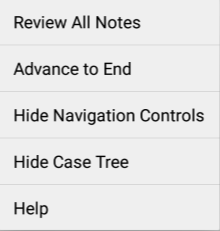 Review All Notes
Advance to End
Hide Navigation Controls
Hide Case Tree
Help